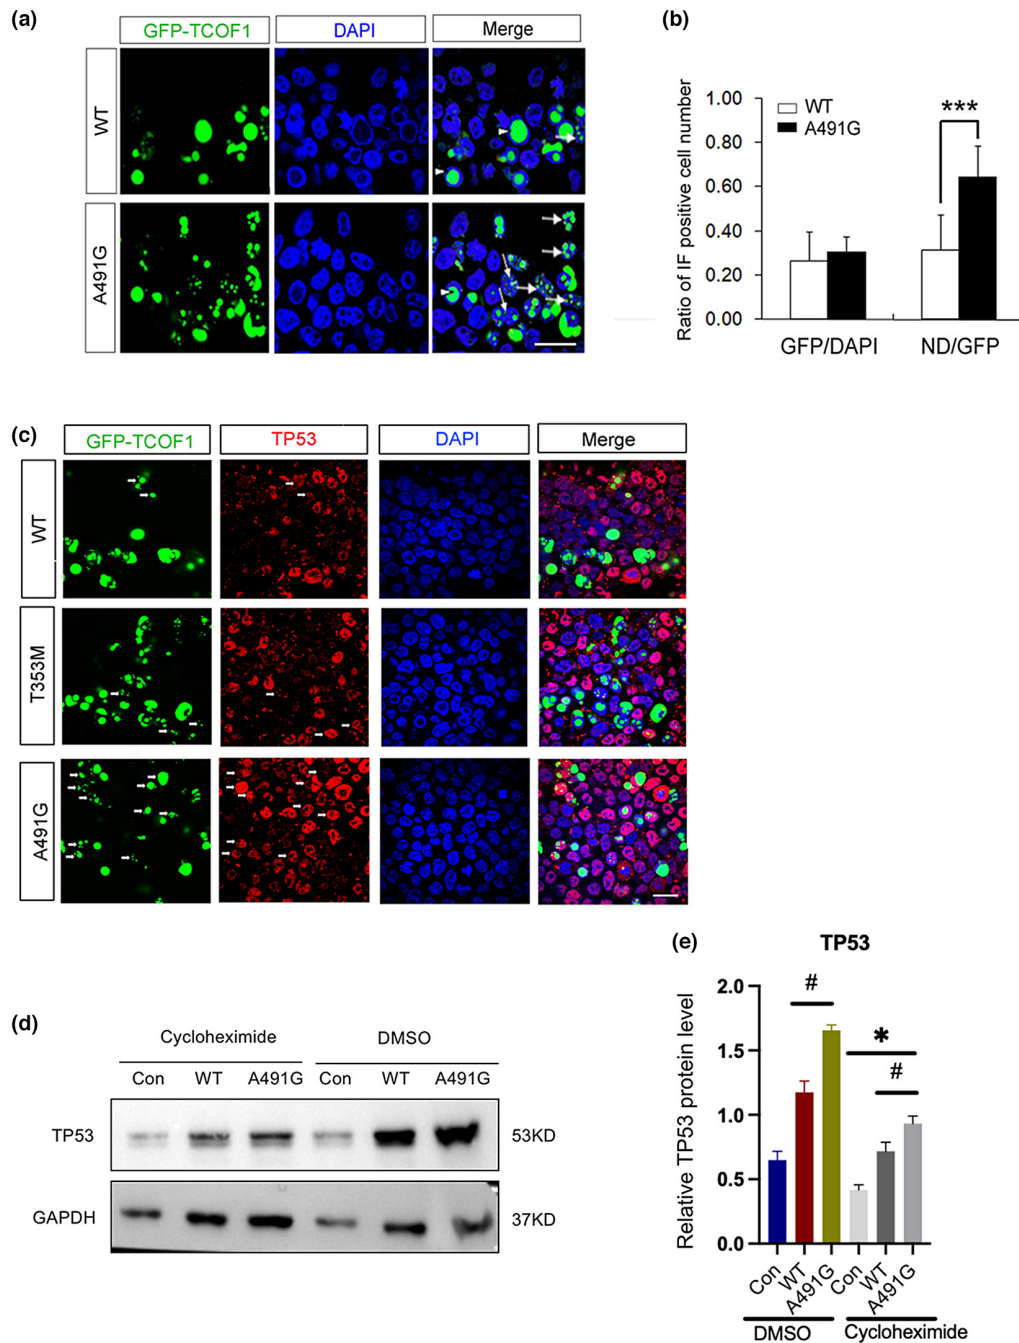 (a)
GFP-TCOF1 DAPI Merge
WT
A491G
(b)
Ratio of IF positive cell number
1.00
0.80
0.60
0.40
0.20
0.00
WT
A491G
***
GFP/DAPI ND/GFP
(c)
GFP-TCOF1 TP53 DAPI Merge
WT
T353M
A491G
(d)
Cycloheximide DMSO
Con WT A491G Con WT A491G
TP53 53KD
GAPDH 37KD
(e)
TP53
Relative TP53 protein level
2.0
1.5
1.0
0.5
0.0
#
*
#
Con WT A491G Con WT A491G
DMSO Cycloheximide